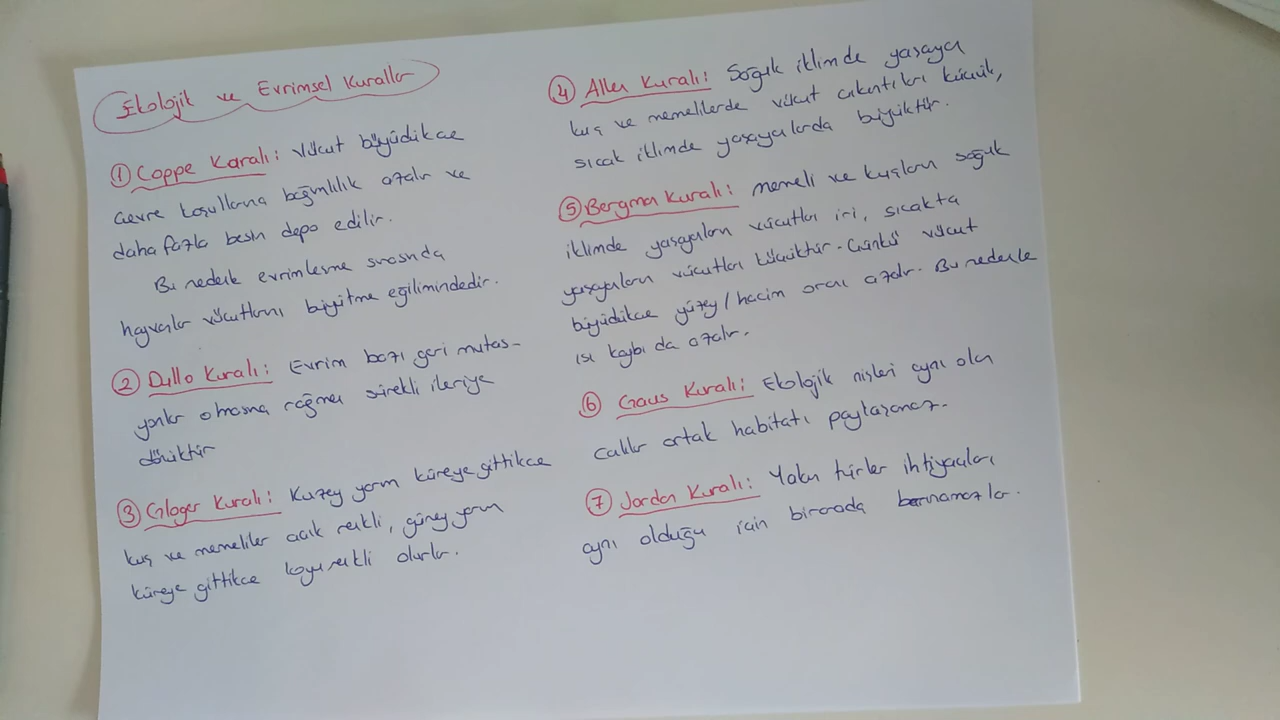 Ekolojik ve Evrimsel Kurallar
① Coppe Kuralı: Vücut büyüdükçe
çevre koşullarına bağımlılık azalır ve
daha fazla besin depo edilir.
Bu nedenle evrimleşme sırasında
hayvanlar vücutlarını büyütme eğilimindedir.
② Dollo Kuralı: Evrim bazı geri mutas-
yonlar olmasına rağmen sürekli ileriye
dönüktür
③ Gloger Kuralı: Kuzey yarım küreye gittikçe
kuş ve memeliler açık renkli, güney yarım
küreye gittikçe koyu renkli olurlar.
④ Allen Kuralı: Soğuk iklimde yaşayan
kuş ve memelilerde vücut çıkıntıları küçük,
sıcak iklimde yaşayanlarda büyüktür.
⑤ Bergman Kuralı: memeli ve kuşların soğuk
iklimde yaşayanların vücutları iri, sıcakta
yaşayanların vücutları küçüktür. Çünkü vücut
büyüdükçe yüzey/hacim oranı azalır. Bu nedenle
ısı kaybı da azalır.
⑥ Gaus Kuralı: Ekolojik nişleri aynı olan
canlılar ortak habitatı paylaşamaz.
⑦ Jordan Kuralı: Yakın türler ihtiyaçları
aynı olduğu için birarada barınamazlar.